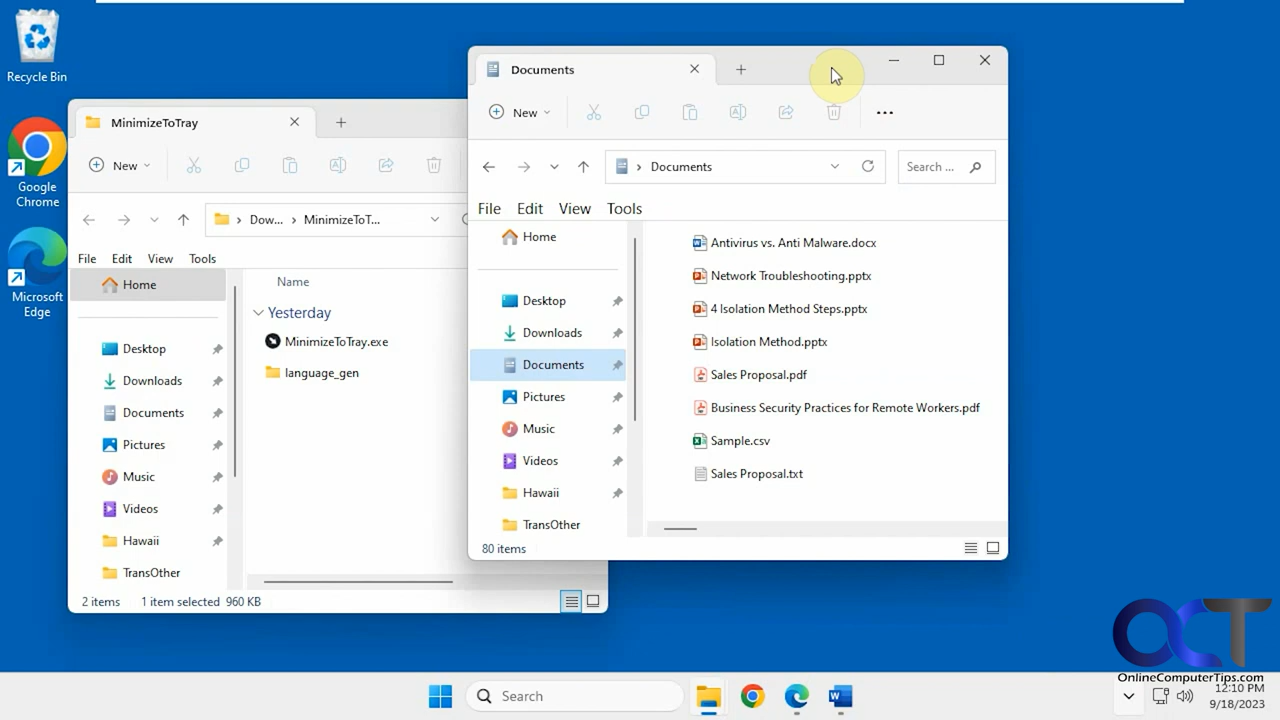 Recycle Bin
Google
Chrome
Microsoft
Edge
MinimizeToTray
New
Dow... > MinimizeToT...
File Edit View Tools
Home
Desktop
Downloads
Documents
Pictures
Music
Videos
Hawaii
TransOther
Name
Yesterday
MinimizeToTray.exe
language_gen
2 items 1 item selected 960 KB
Documents
New
Documents
Search ...
File Edit View Tools
Home
Desktop
Downloads
Documents
Pictures
Music
Videos
Hawaii
TransOther
Antivirus vs. Anti Malware.docx
Network Troubleshooting.pptx
4 Isolation Method Steps.pptx
Isolation Method.pptx
Sales Proposal.pdf
Business Security Practices for Remote Workers.pdf
Sample.csv
Sales Proposal.txt
80 items
OCT
OnlineComputerTips.com
Search
12:10 PM
9/18/2023